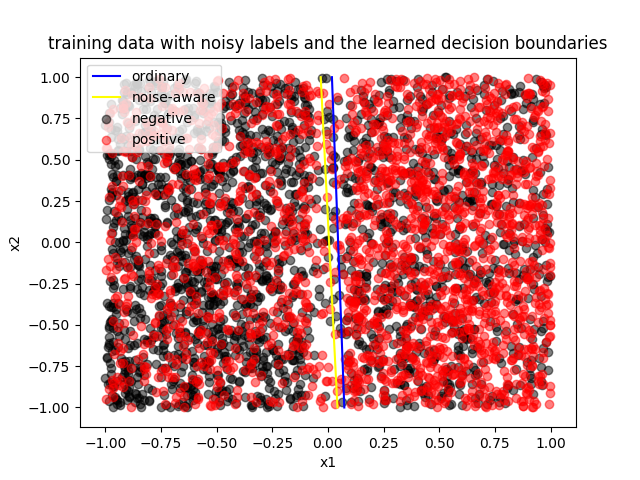 training data with noisy labels and the learned decision boundaries
ordinary
noise-aware
negative
positive
1.00
0.75
0.50
0.25
0.00
−0.25
−0.50
−0.75
−1.00
x2
−1.00 −0.75 −0.50 −0.25 0.00 0.25 0.50 0.75 1.00
x1